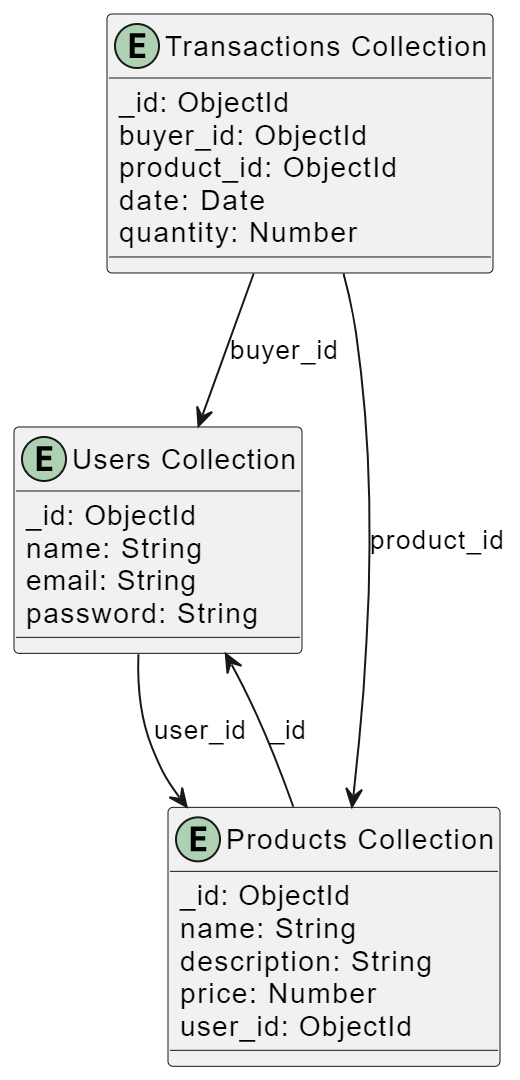 E Transactions Collection
_id: ObjectId
buyer_id: ObjectId
product_id: ObjectId
date: Date
quantity: Number
buyer_id
E Users Collection
_id: ObjectId
name: String
email: String
password: String
product_id
user_id
_id
E Products Collection
_id: ObjectId
name: String
description: String
price: Number
user_id: ObjectId